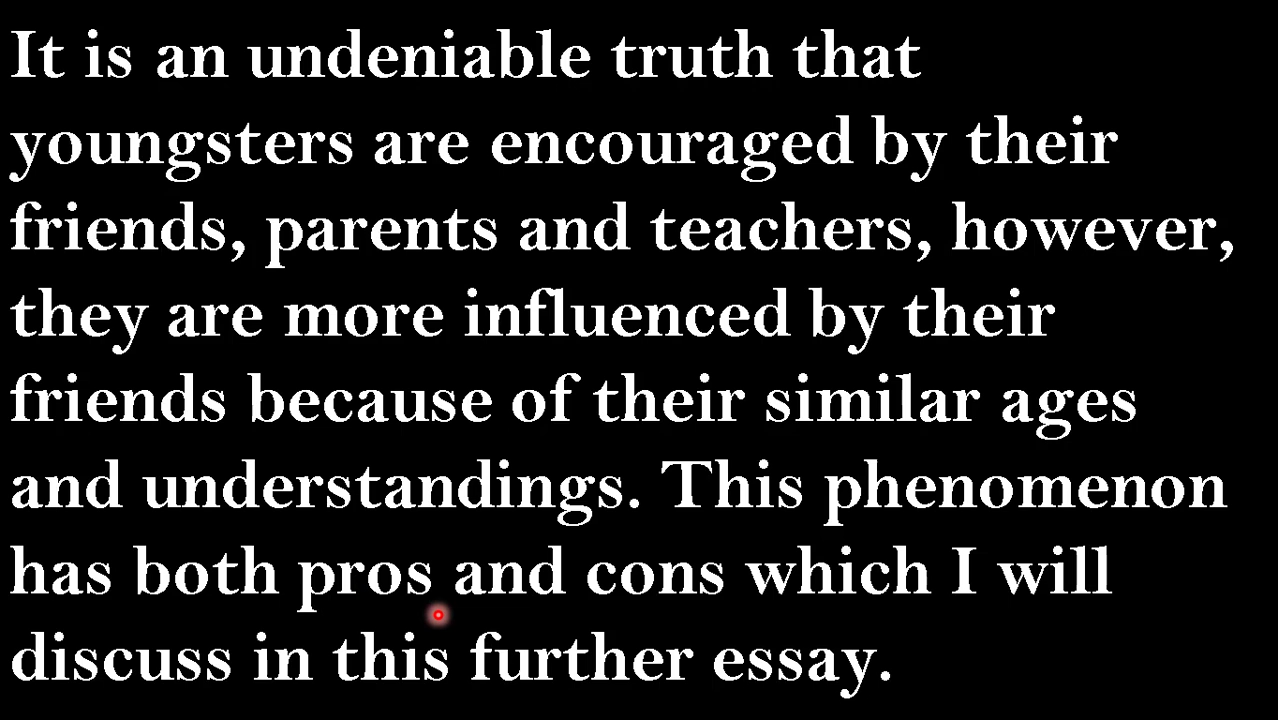 It is an undeniable truth that
youngsters are encouraged by their
friends, parents and teachers, however,
they are more influenced by their
friends because of their similar ages
and understandings. This phenomenon
has both pros and cons which I will
discuss in this further essay.